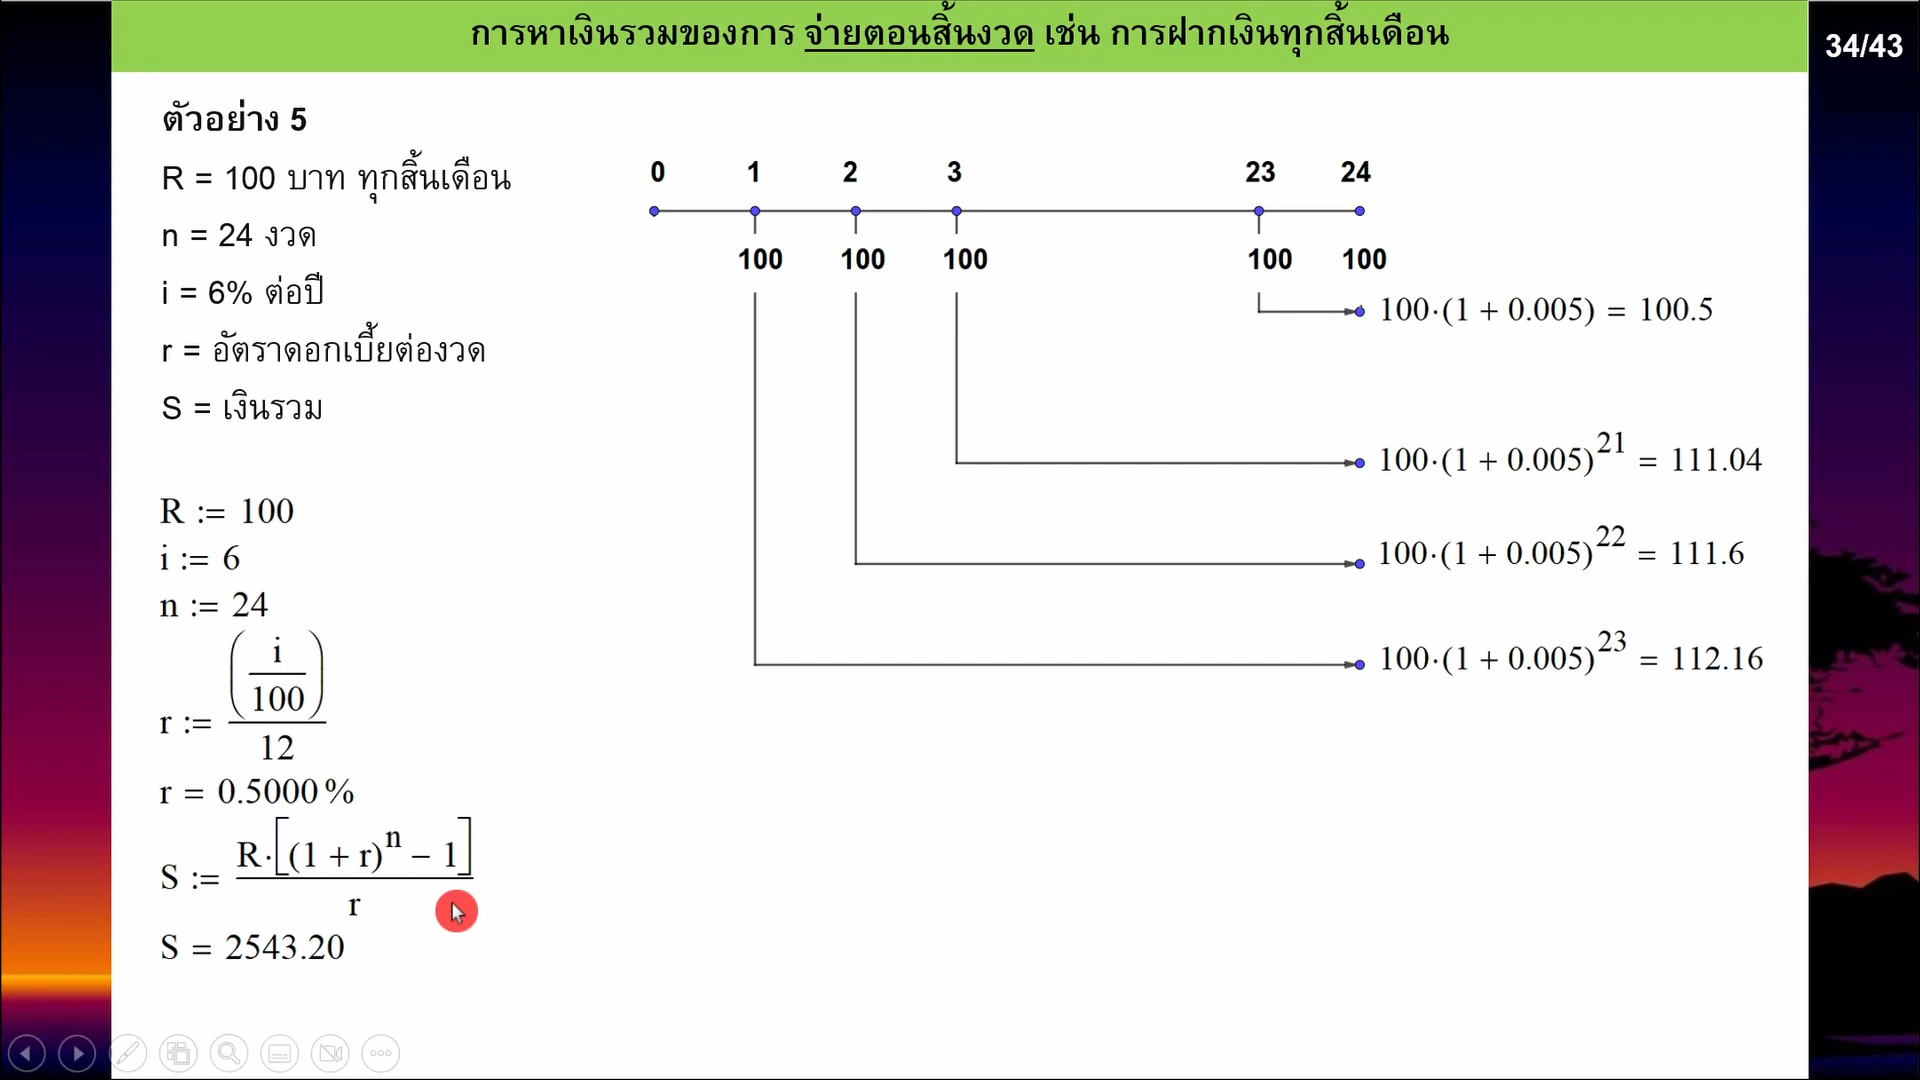 การหาเงินรวมของการ จ่ายตอนสิ้นงวด เช่น การฝากเงินทุกสิ้นเดือน
34/43
ตัวอย่าง 5
R = 100 บาท ทุกสิ้นเดือน
n = 24 งวด
i = 6% ต่อปี
r = อัตราดอกเบี้ยต่องวด
S = เงินรวม
R := 100
i := 6
n := 24
r := (i/100)/12
r = 0.5000%
S := R·[(1 + r)^n − 1]/r
S = 2543.20
0 1 2 3 23 24
100 100 100 100 100
100·(1 + 0.005) = 100.5
100·(1 + 0.005)^21 = 111.04
100·(1 + 0.005)^22 = 111.6
100·(1 + 0.005)^23 = 112.16